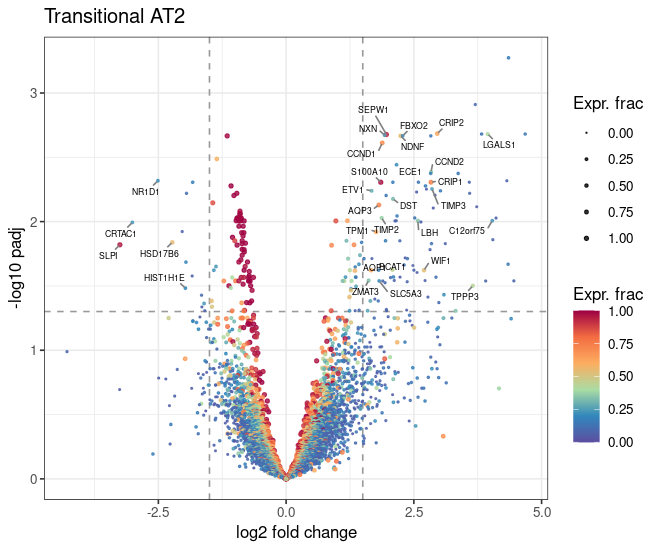 Transitional AT2
-log10 padj
3
2
1
0
-2.5
0.0
2.5
5.0
log2 fold change
SEPW1
NXN
FBXO2
CRIP2
NDNF
LGALS1
CCND1
S100A10
ECE1
CCND2
CRIP1
ETV1
NR1D1
AQP3
DST
TIMP3
CRTAC1
TPM1
TIMP2
LBH
C12orf75
SLPI
HSD17B6
WIF1
BCAT1
HIST1H1E
ZMAT3
SLC5A3
TPPP3
Expr. frac
0.00
0.25
0.50
0.75
1.00
Expr. frac
1.00
0.75
0.50
0.25
0.00